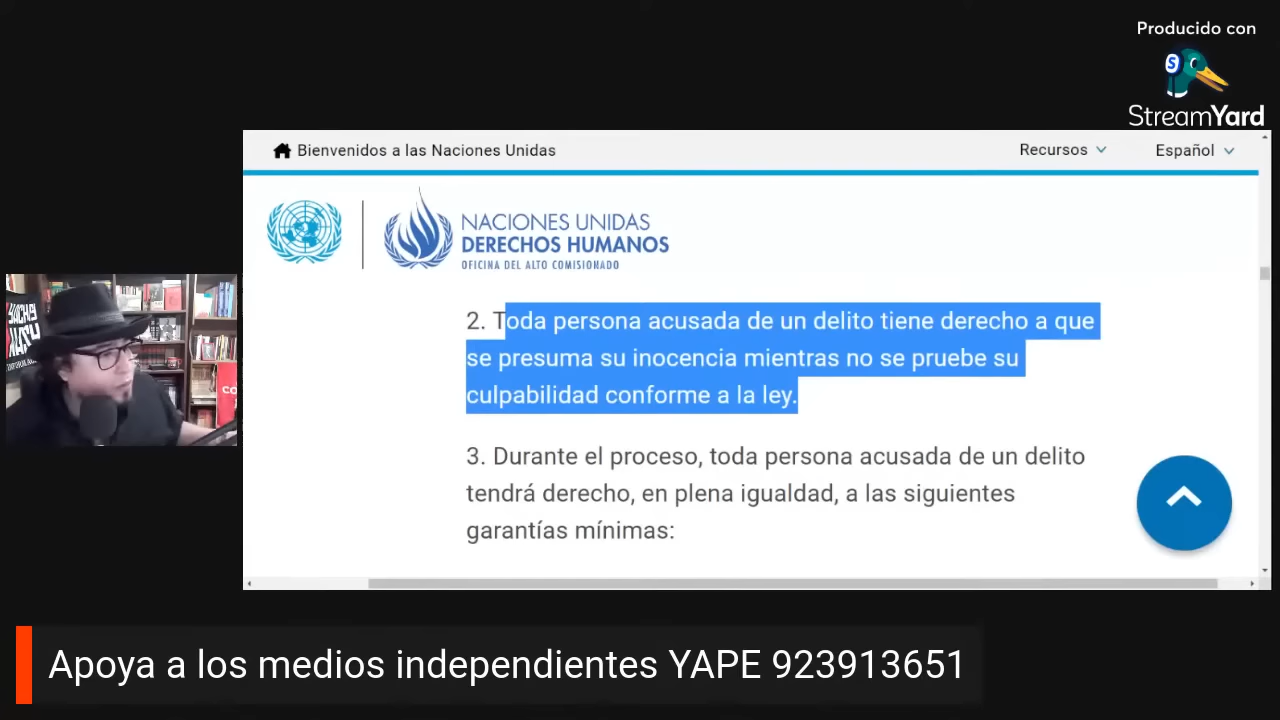 Producido con
StreamYard
Bienvenidos a las Naciones Unidas
Recursos
Español
NACIONES UNIDAS
DERECHOS HUMANOS
OFICINA DEL ALTO COMISIONADO
2. Toda persona acusada de un delito tiene derecho a que
se presuma su inocencia mientras no se pruebe su
culpabilidad conforme a la ley.
3. Durante el proceso, toda persona acusada de un delito
tendrá derecho, en plena igualdad, a las siguientes
garantías mínimas:
Apoya a los medios independientes YAPE 923913651